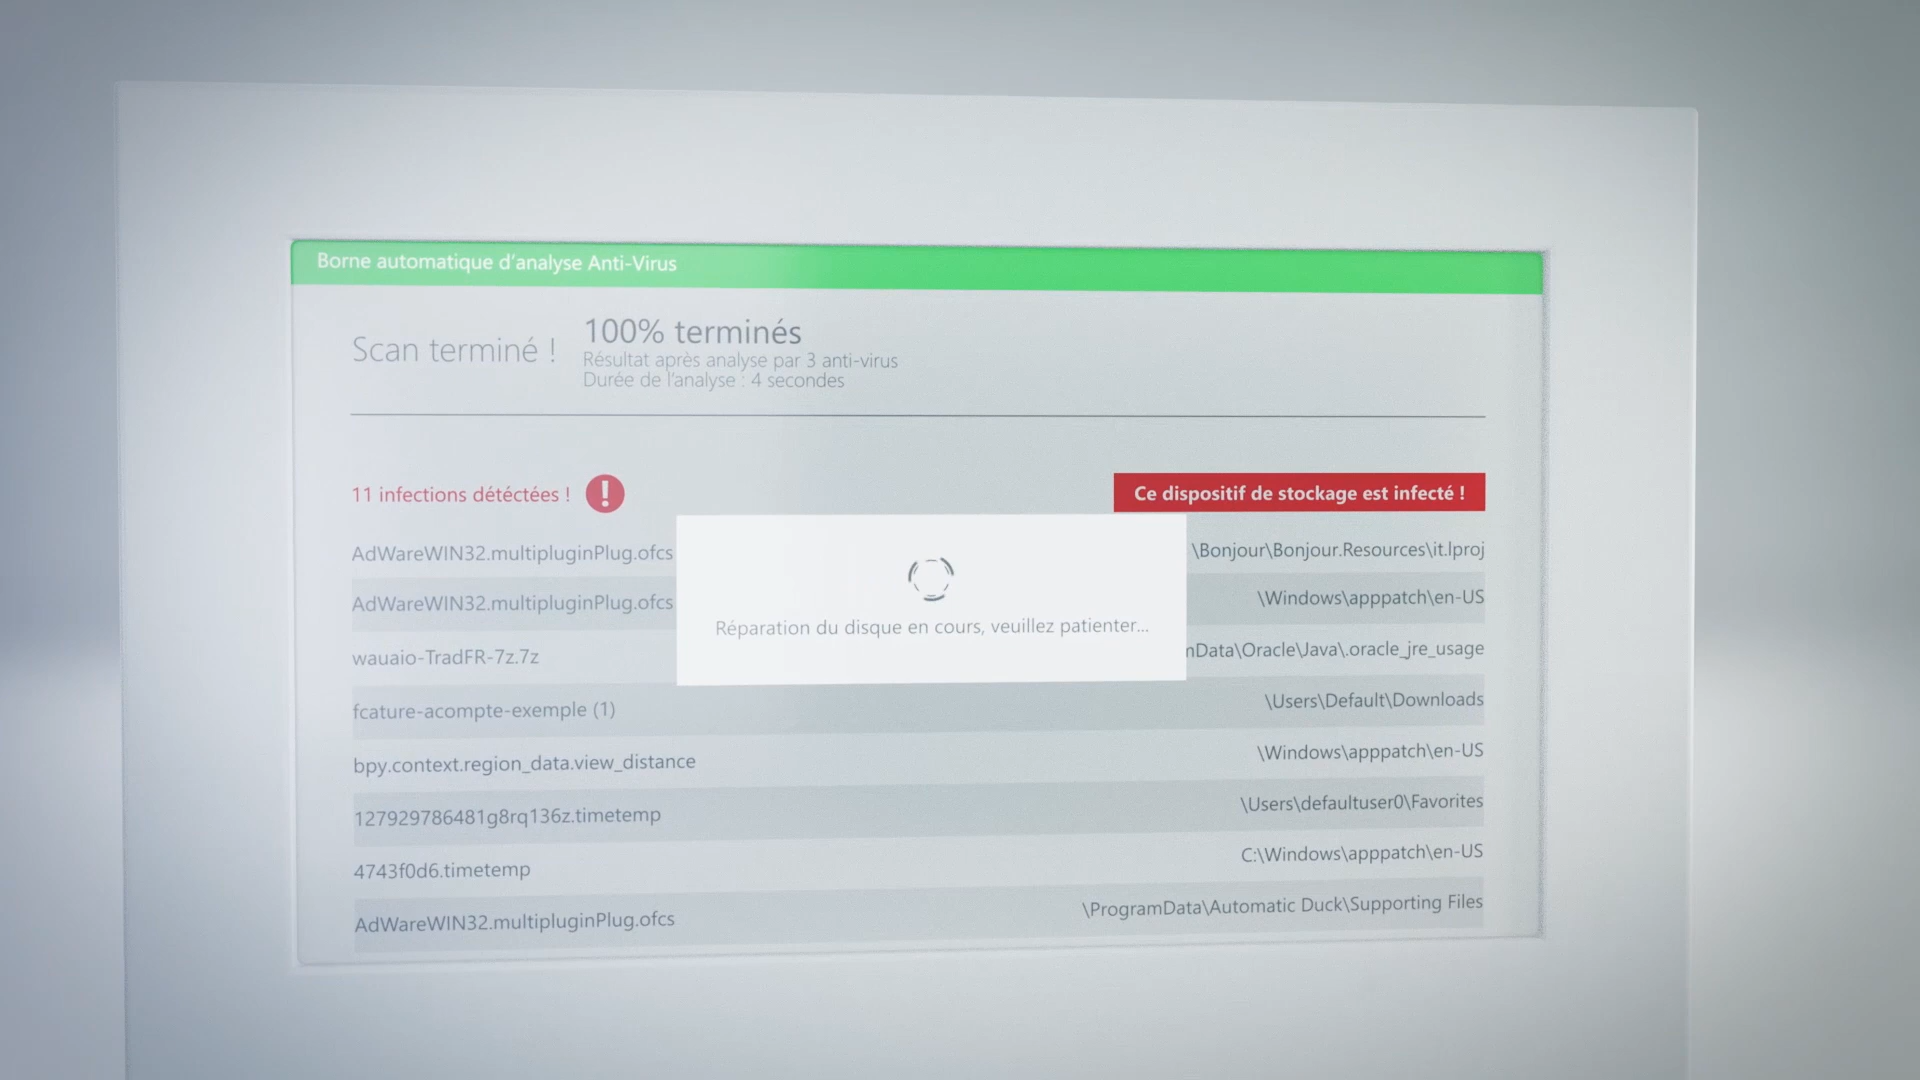 Borne automatique d'analyse Anti-Virus
Scan terminé !
100% terminés
Résultat après analyse par 3 anti-virus
Durée de l'analyse : 4 secondes
11 infections détéctées !
Ce dispositif de stockage est infecté !
AdWareWIN32.multipluginPlug.ofcs \Bonjour\Bonjour.Resources\it.lproj
AdWareWIN32.multipluginPlug.ofcs \Windows\apppatch\en-US
Réparation du disque en cours, veuillez patienter...
wauaio-TradFR-7z.7z nData\Oracle\Java\.oracle_jre_usage
fcature-acompte-exemple (1) \Users\Default\Downloads
bpy.context.region_data.view_distance \Windows\apppatch\en-US
127929786481g8rq136z.timetemp \Users\defaultuser0\Favorites
4743f0d6.timetemp C:\Windows\apppatch\en-US
AdWareWIN32.multipluginPlug.ofcs \ProgramData\Automatic Duck\Supporting Files